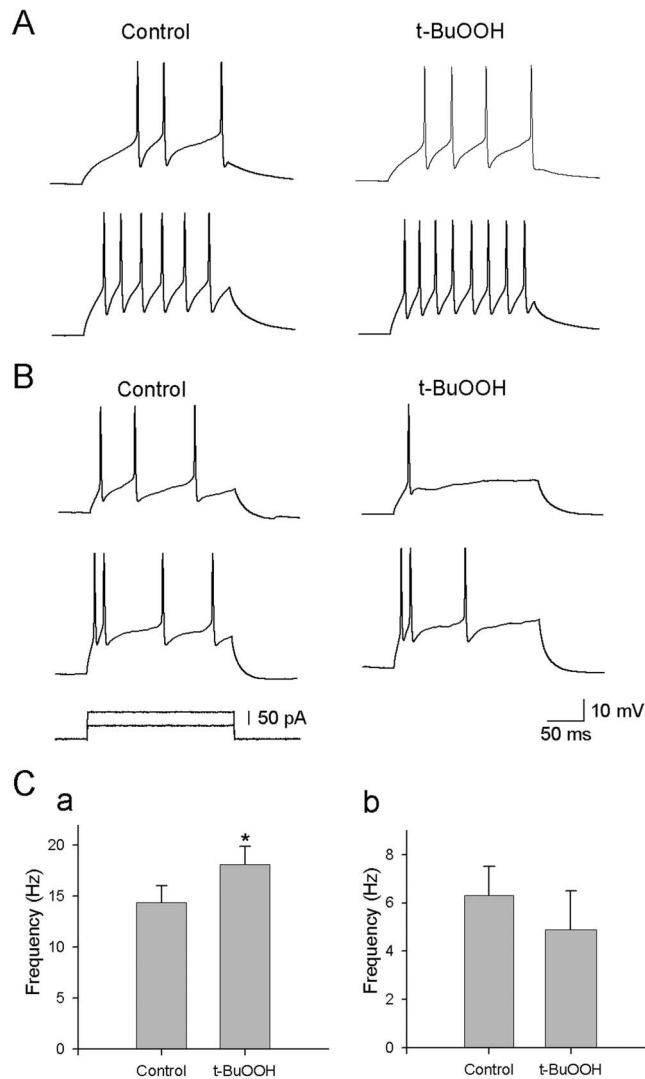 A
Control
t-BuOOH
B
Control
t-BuOOH
50 pA
10 mV
50 ms
C
a
b
Frequency (Hz)
20
15
10
5
0
*
Control
t-BuOOH
Frequency (Hz)
8
6
4
2
0
Control
t-BuOOH